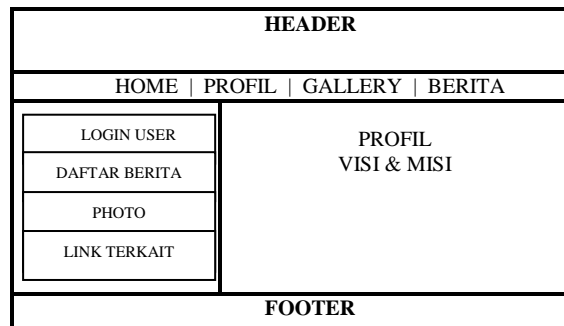 HEADER
HOME | PROFIL | GALLERY | BERITA
LOGIN USER
DAFTAR BERITA
PHOTO
LINK TERKAIT
PROFIL
VISI & MISI
FOOTER